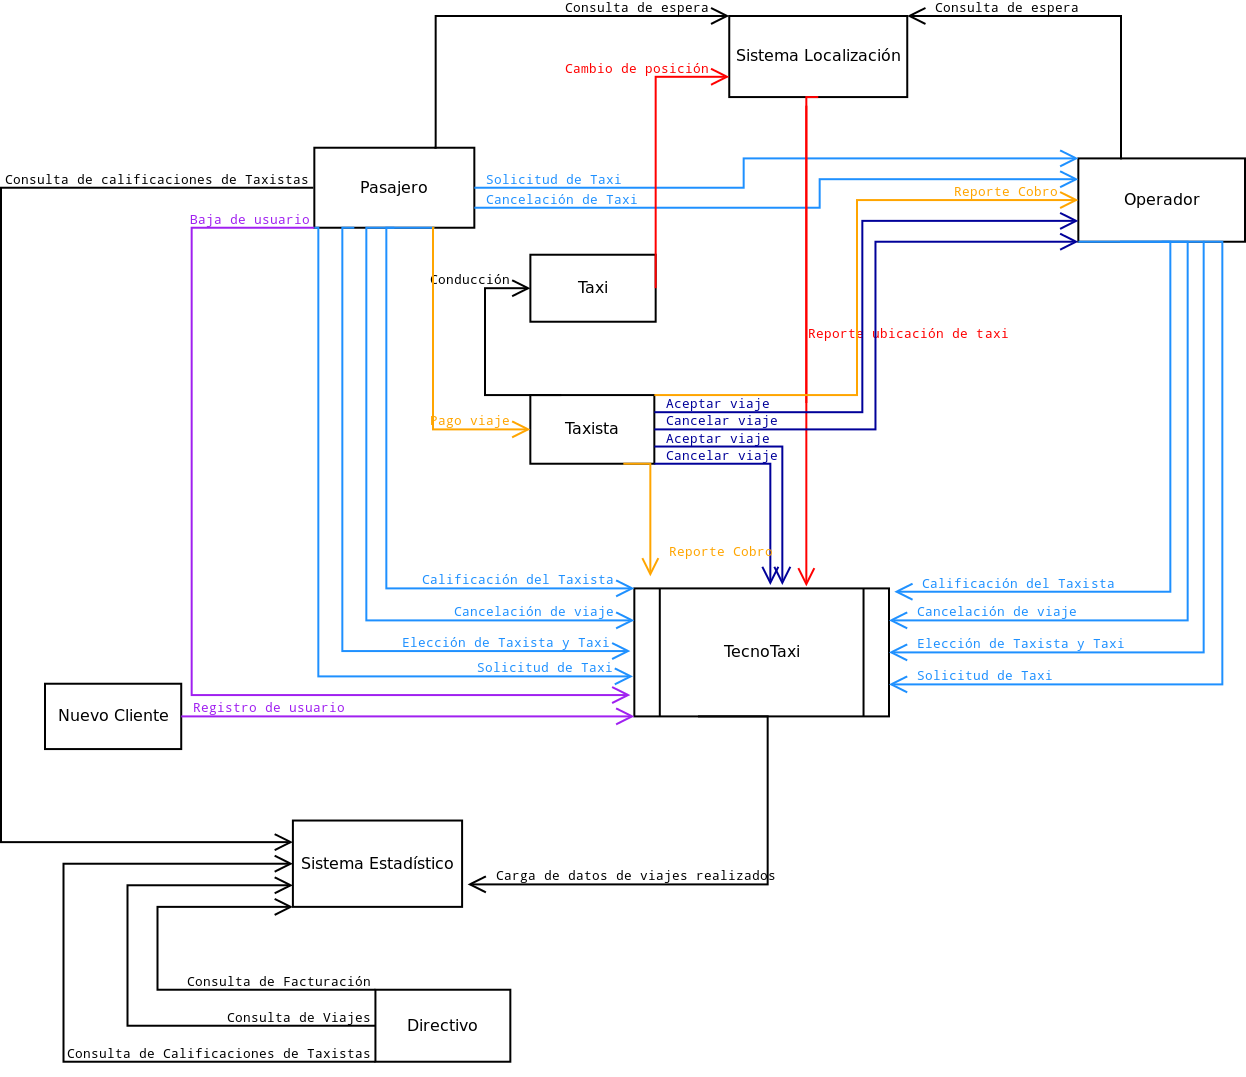 Consulta de espera
Consulta de espera
Sistema Localización
Cambio de posición
Consulta de calificaciones de Taxistas
Pasajero
Solicitud de Taxi
Cancelación de Taxi
Reporte Cobro
Operador
Baja de usuario
Conducción
Taxi
Reporte ubicación de taxi
Aceptar viaje
Pago viaje
Taxista
Cancelar viaje
Aceptar viaje
Cancelar viaje
Reporte Cobro
Calificación del Taxista
Calificación del Taxista
Cancelación de viaje
Cancelación de viaje
Elección de Taxista y Taxi
TecnoTaxi
Elección de Taxista y Taxi
Solicitud de Taxi
Solicitud de Taxi
Nuevo Cliente
Registro de usuario
Sistema Estadístico
Carga de datos de viajes realizados
Consulta de Facturación
Consulta de Viajes
Directivo
Consulta de Calificaciones de Taxistas